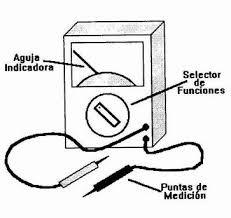 Aguja
Indicadora
Selector
de
Funciones
Puntas de
Medición